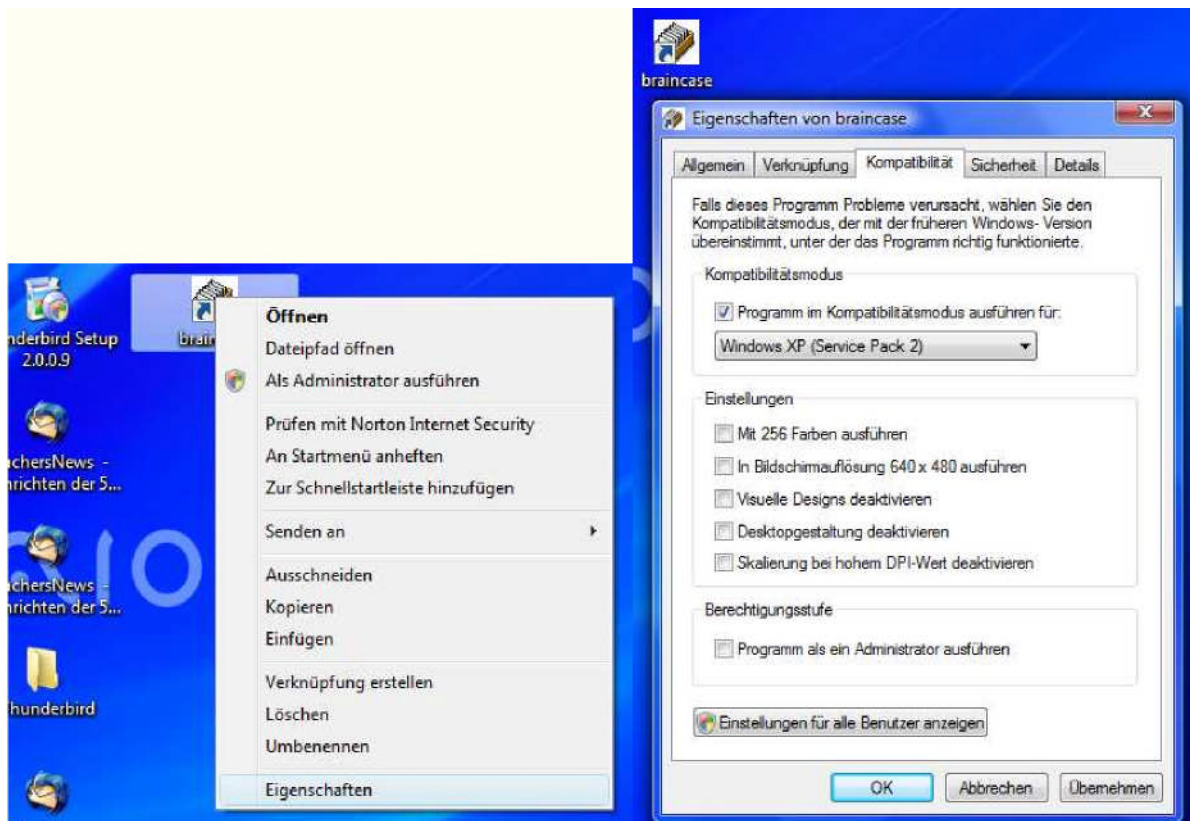 nderbird Setup
2.0.0.9
brain
achersNews -
hrichten der 5...
achersNews -
hrichten der 5...
hunderbird
Öffnen
Dateipfad öffnen
Als Administrator ausführen
Prüfen mit Norton Internet Security
An Startmenü anheften
Zur Schnellstartleiste hinzufügen
Senden an
Ausschneiden
Kopieren
Einfügen
Verknüpfung erstellen
Löschen
Umbenennen
Eigenschaften
braincase
Eigenschaften von braincase
Allgemein Verknüpfung Kompatibilität Sicherheit Details
Falls dieses Programm Probleme verursacht, wählen Sie den
Kompatibilitätsmodus, der mit der früheren Windows- Version
übereinstimmt, unter der das Programm richtig funktionierte.
Kompatibilitätsmodus
Programm im Kompatibilitätsmodus ausführen für:
Windows XP (Service Pack 2)
Einstellungen
Mit 256 Farben ausführen
In Bildschirmauflösung 640 x 480 ausführen
Visuelle Designs deaktivieren
Desktopgestaltung deaktivieren
Skalierung bei hohem DPI-Wert deaktivieren
Berechtigungsstufe
Programm als ein Administrator ausführen
Einstellungen für alle Benutzer anzeigen
OK Abbrechen Übernehmen